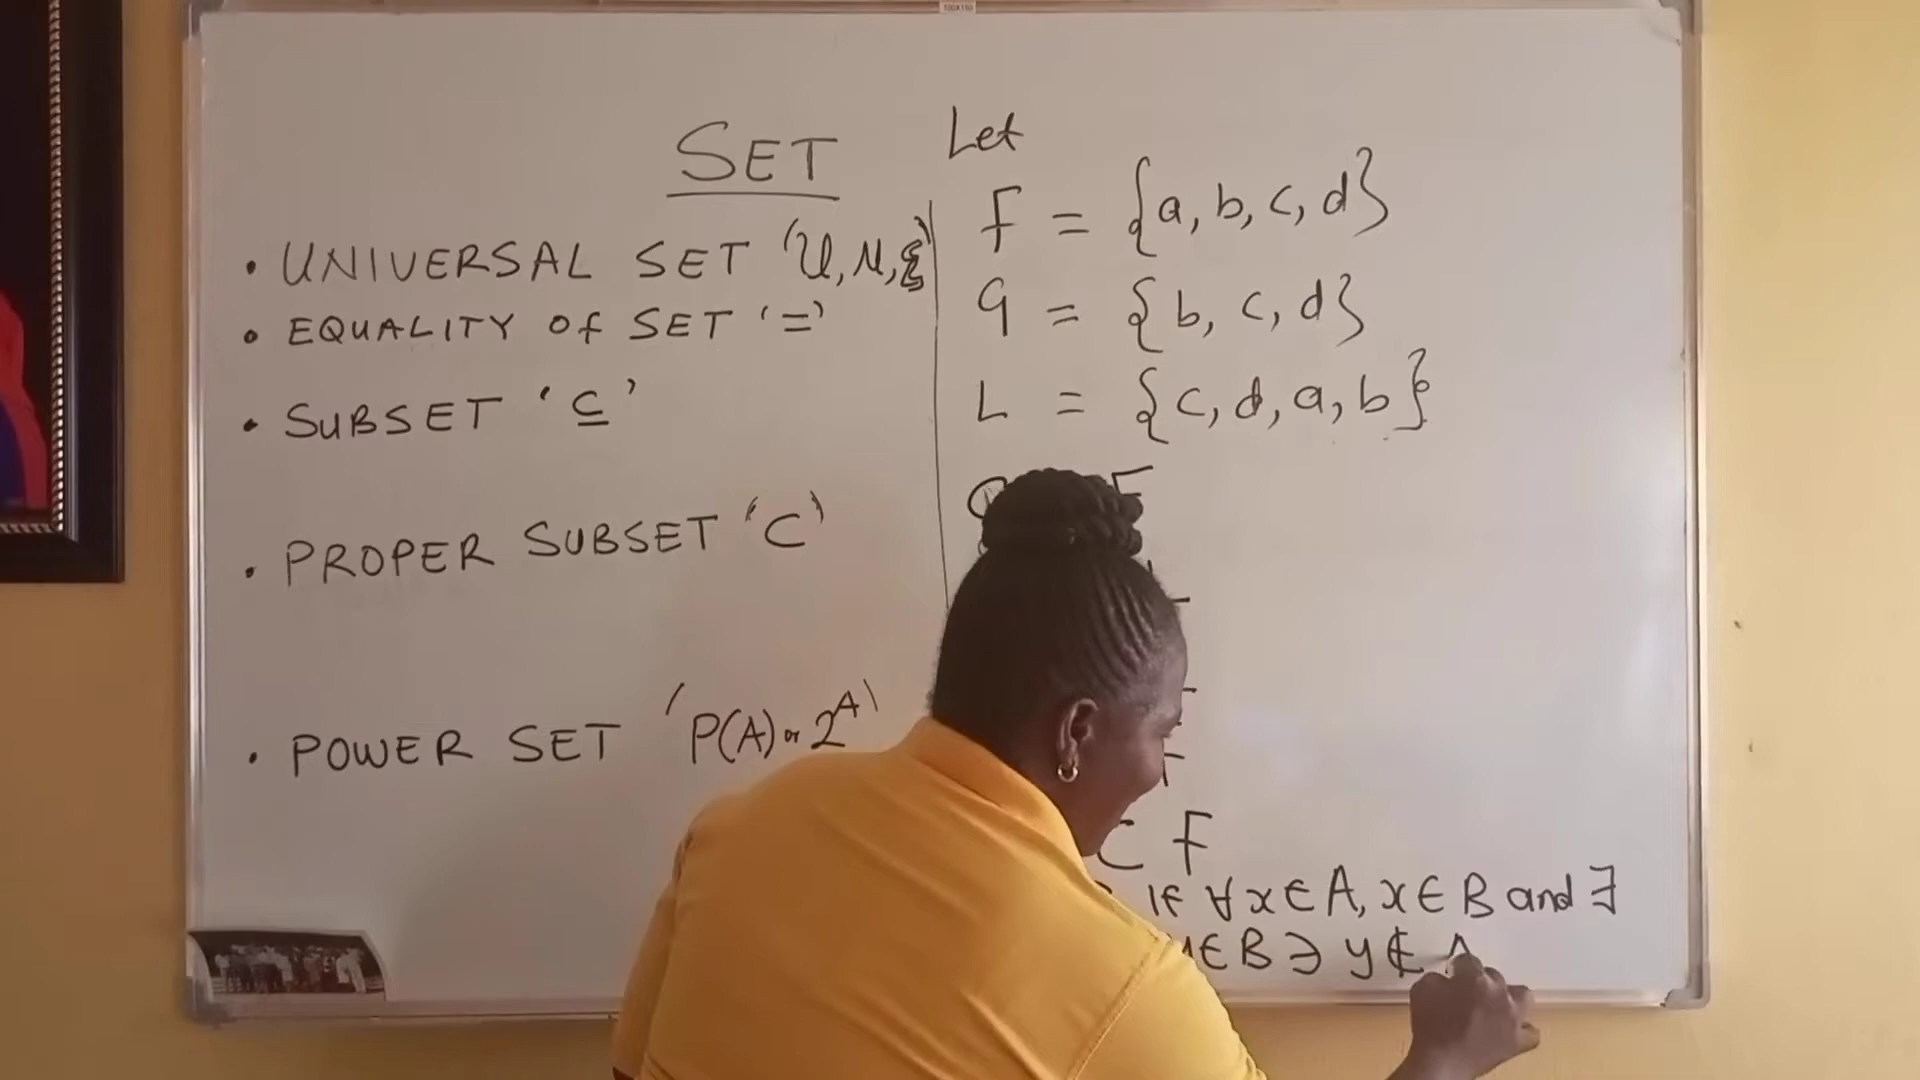 SET
• UNIVERSAL SET 'U, M, ξ'
• EQUALITY Of SET '='
• SUBSET '⊆'
• PROPER SUBSET '⊂'
• POWER SET 'P(A) or 2^A'
Let
F = {a, b, c, d}
G = {b, c, d}
L = {c, d, a, b}
⊂ F
If ∀x∈A, x∈B and ∃
∈B ∋ y∉ A